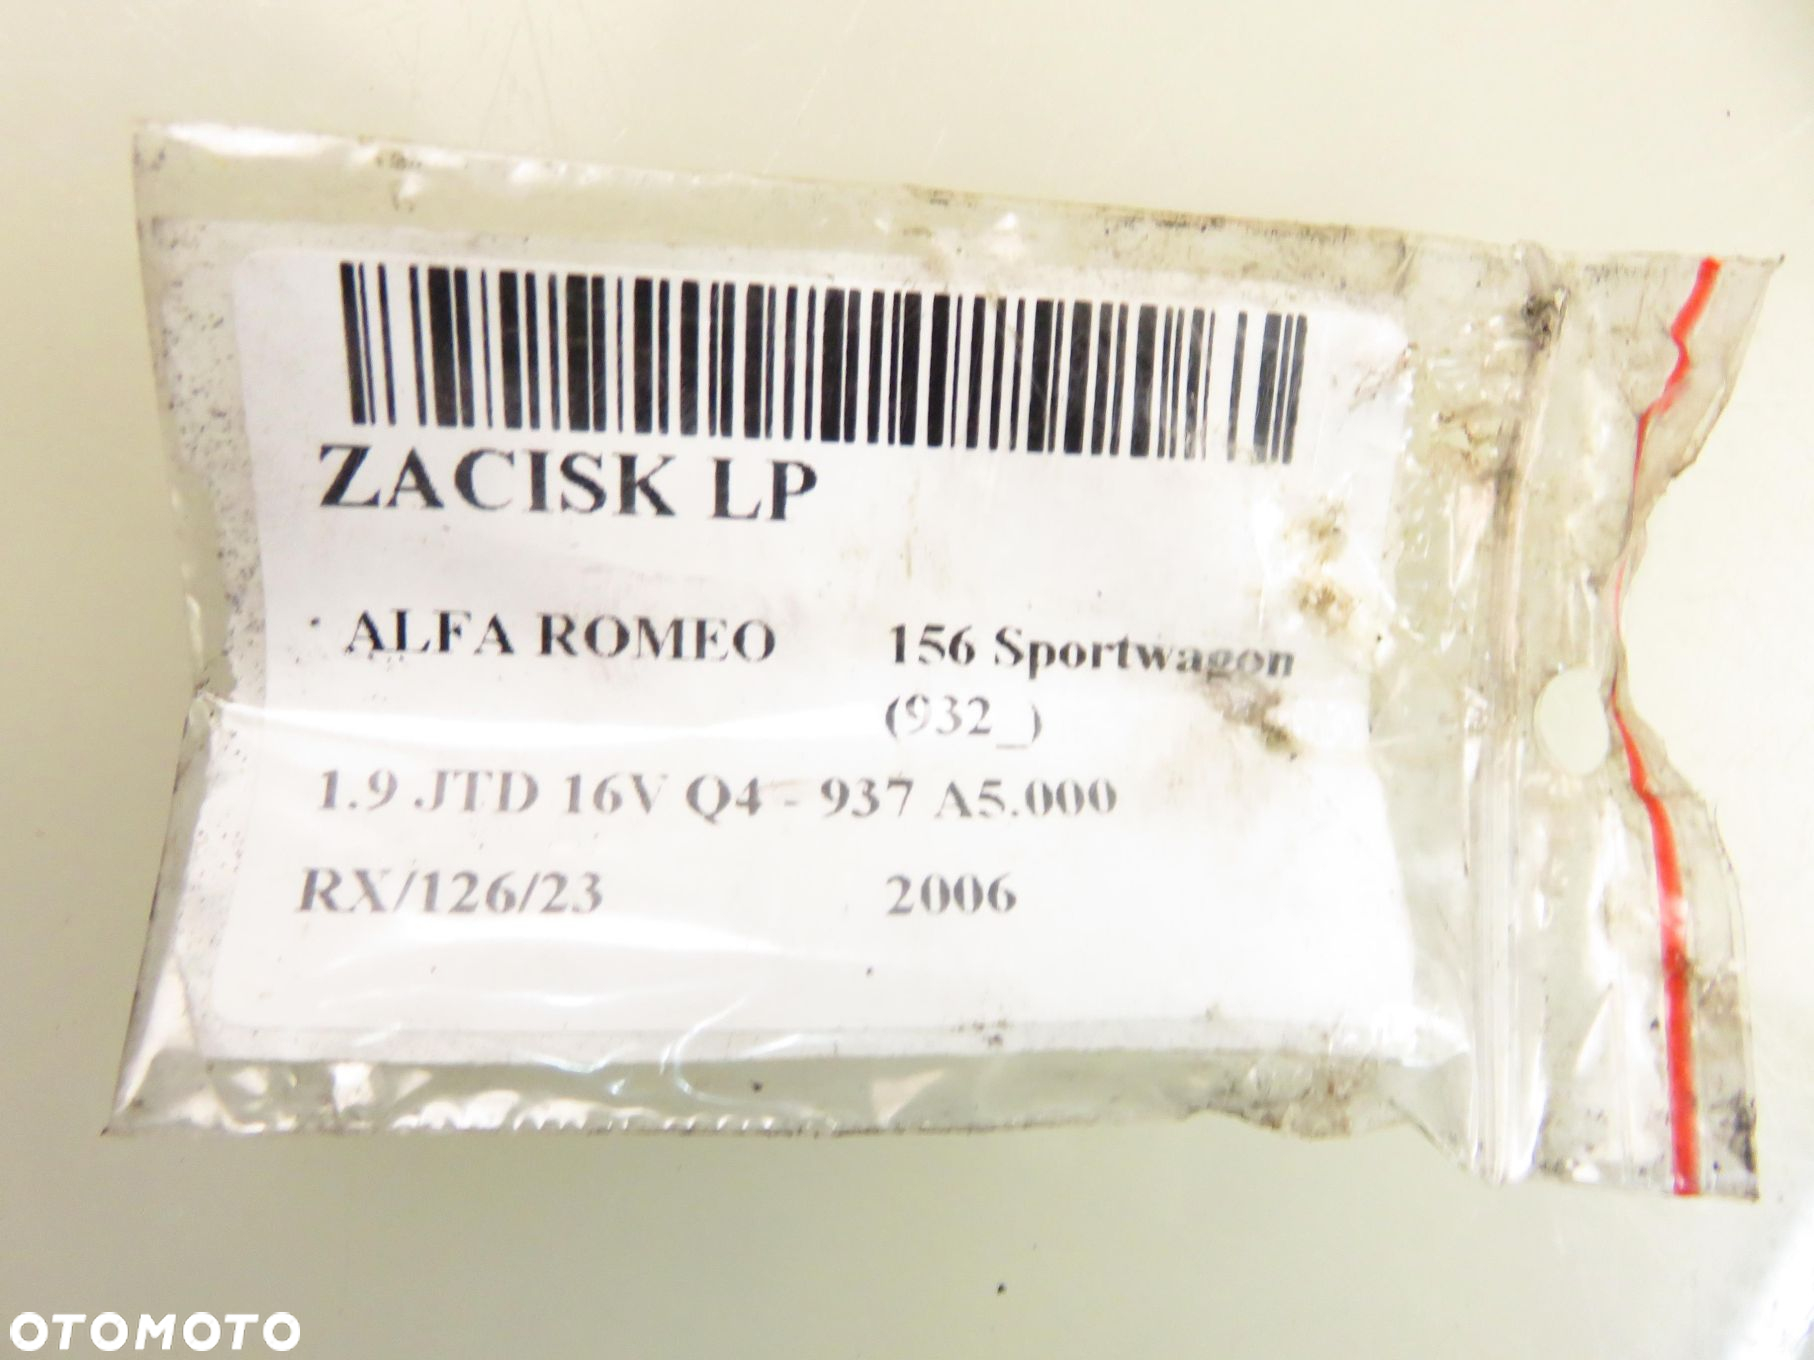 ZACISK LP
ALFA ROMEO 156 Sportwagon
(932_)
1.9 JTD 16V Q4 - 937 A5.000
RX/126/23 2006
OTOMOTO